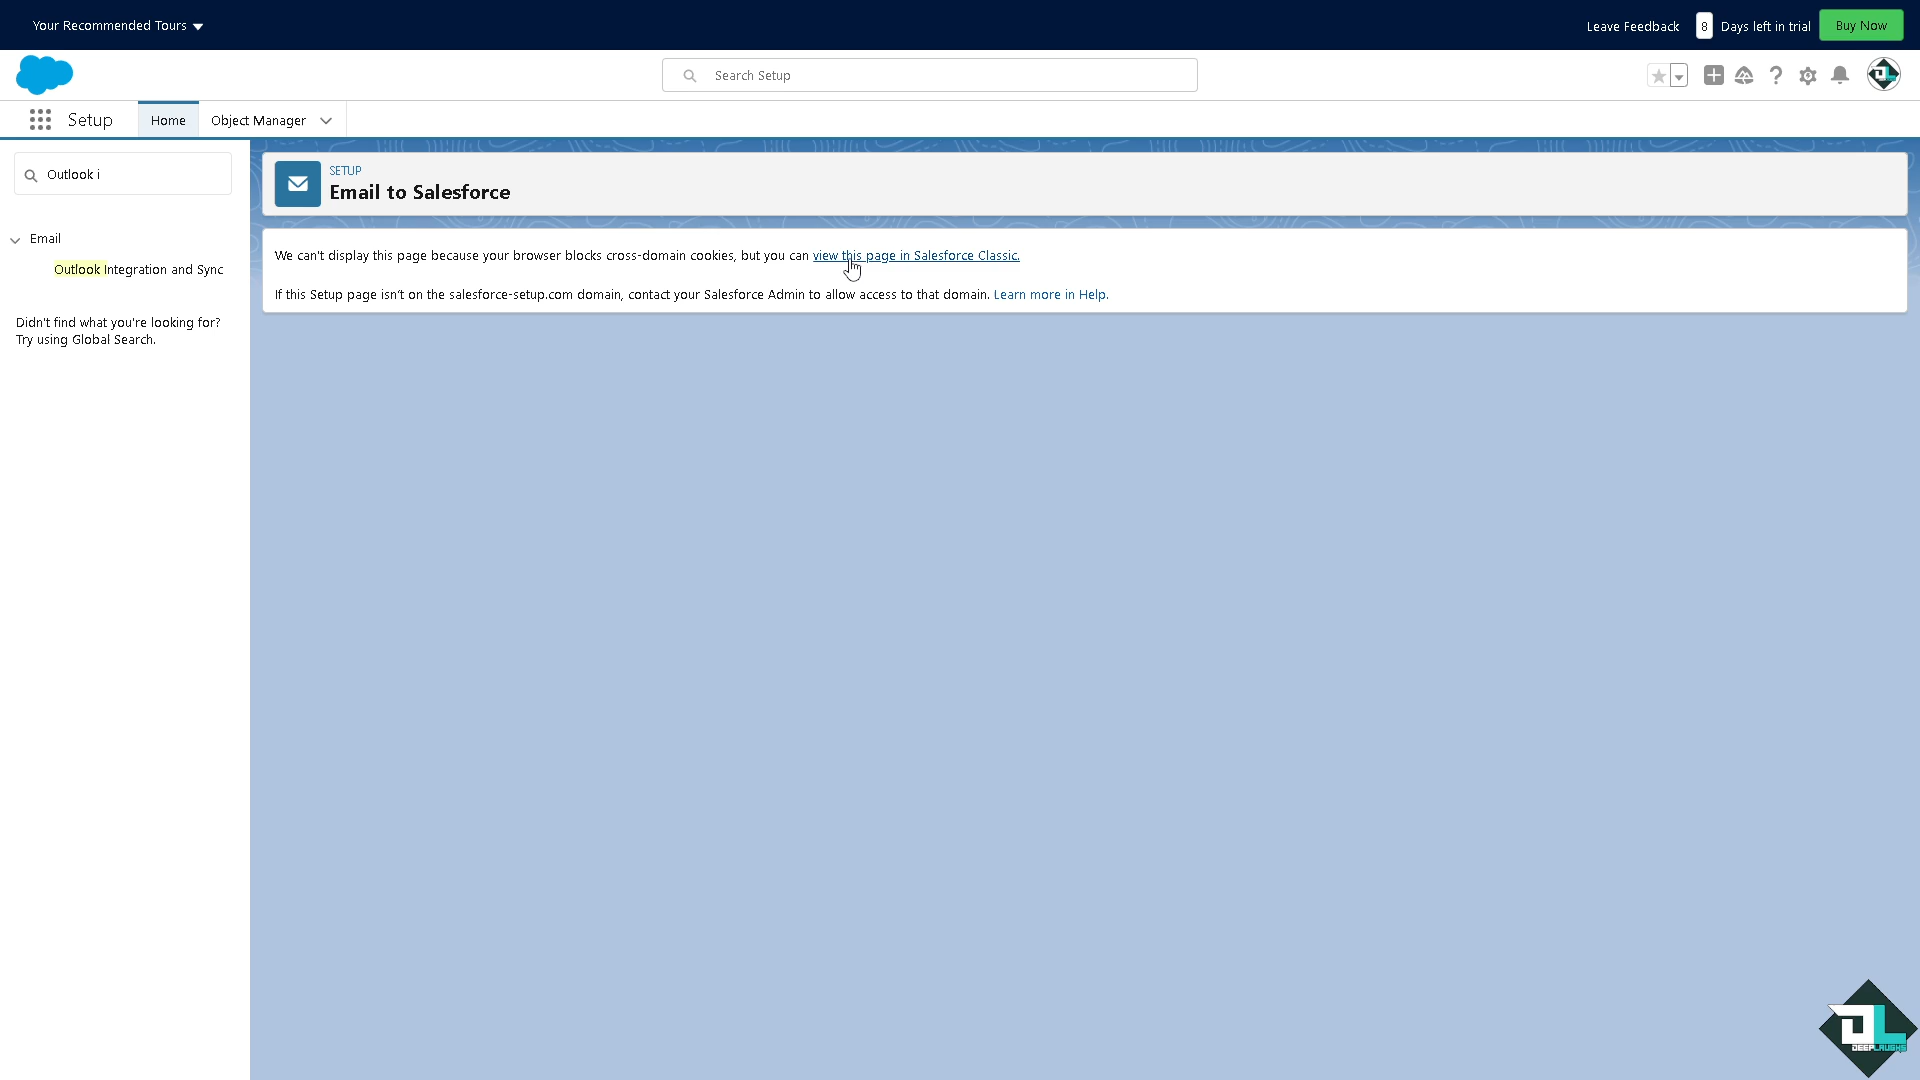 Your Recommended Tours
Leave Feedback
8 Days left in trial
Buy Now
Search Setup
Setup
Home
Object Manager
Outlook i
Email
Outlook Integration and Sync
Didn't find what you're looking for?
Try using Global Search.
SETUP
Email to Salesforce
We can't display this page because your browser blocks cross-domain cookies, but you can view this page in Salesforce Classic.
If this Setup page isn't on the salesforce-setup.com domain, contact your Salesforce Admin to allow access to that domain. Learn more in Help.
DL
DEEPLAUGHS